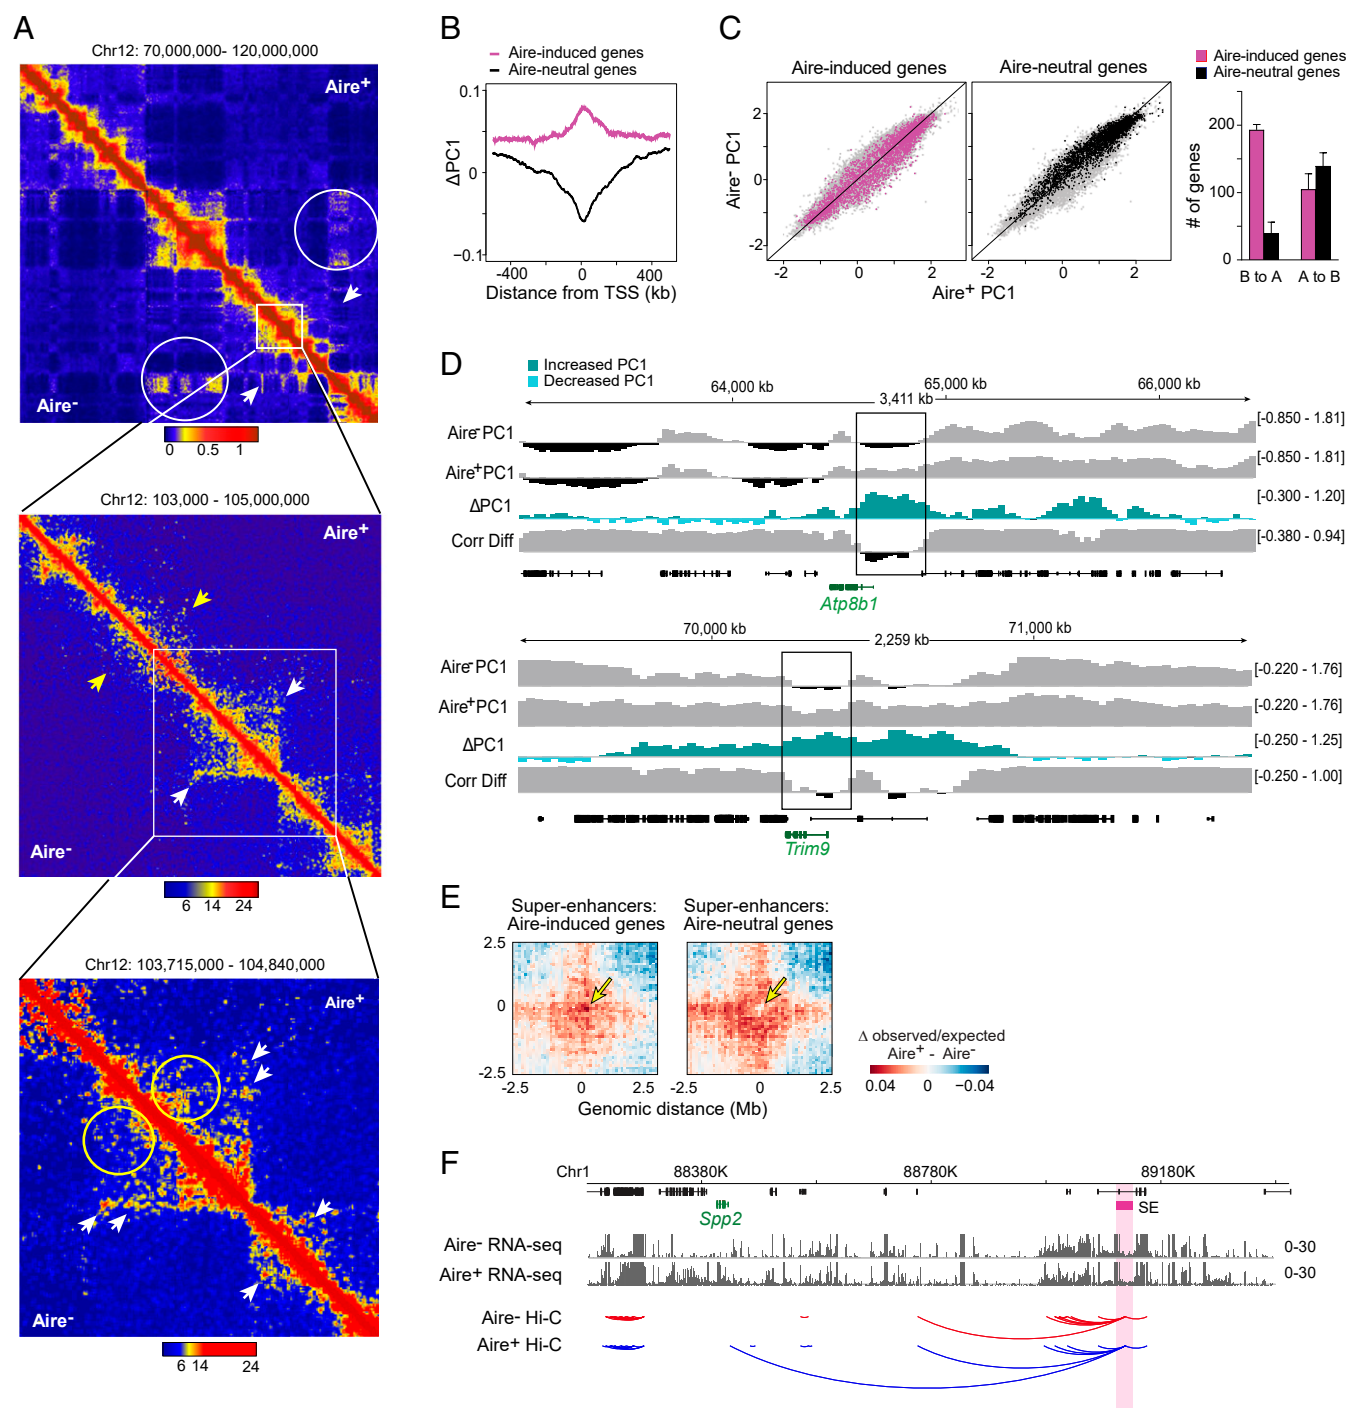 A
Chr12: 70,000,000- 120,000,000
Aire+
Aire-
0 0.5 1
Chr12: 103,000 - 105,000,000
Aire+
Aire-
6 14 24
Chr12: 103,715,000 - 104,840,000
Aire+
Aire-
6 14 24
B
Aire-induced genes
Aire-neutral genes
0.1
0
−0.1
ΔPC1
-400 0 400
Distance from TSS (kb)
C
Aire-induced genes
Aire-neutral genes
2
0
-2
Aire- PC1
-2 0 2
-2 0 2
Aire+ PC1
Aire-induced genes
Aire-neutral genes
200
100
0
# of genes
B to A A to B
D
Increased PC1
Decreased PC1
64,000 kb 65,000 kb 66,000 kb
3,411 kb
Aire-PC1 [-0.850 - 1.81]
Aire+PC1 [-0.850 - 1.81]
ΔPC1 [-0.300 - 1.20]
Corr Diff [-0.380 - 0.94]
Atp8b1
70,000 kb 71,000 kb
2,259 kb
Aire-PC1 [-0.220 - 1.76]
Aire+PC1 [-0.220 - 1.76]
ΔPC1 [-0.250 - 1.25]
Corr Diff [-0.250 - 1.00]
Trim9
E
Super-enhancers: Super-enhancers:
Aire-induced genes Aire-neutral genes
2.5
0
-2.5
-2.5 0 2.5 -2.5 0 2.5
Genomic distance (Mb)
Δ observed/expected
Aire+ - Aire-
0.04 0 −0.04
F
Chr1 88380K 88780K 89180K
Spp2
SE
Aire- RNA-seq 0-30
Aire+ RNA-seq 0-30
Aire- Hi-C
Aire+ Hi-C